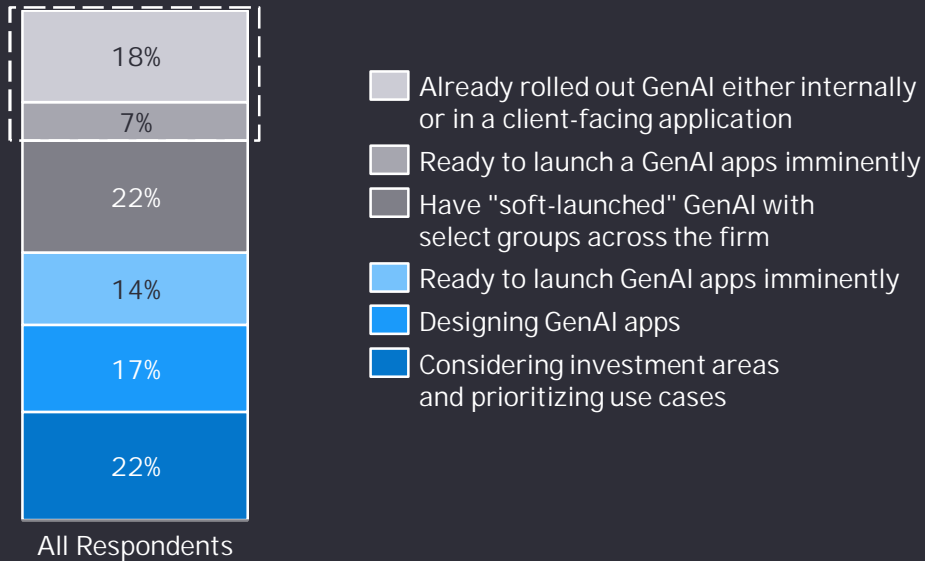 18%
7%
22%
14%
17%
22%
All Respondents
Already rolled out GenAI either internally
or in a client-facing application
Ready to launch a GenAI apps imminently
Have "soft-launched" GenAI with
select groups across the firm
Ready to launch GenAI apps imminently
Designing GenAI apps
Considering investment areas
and prioritizing use cases